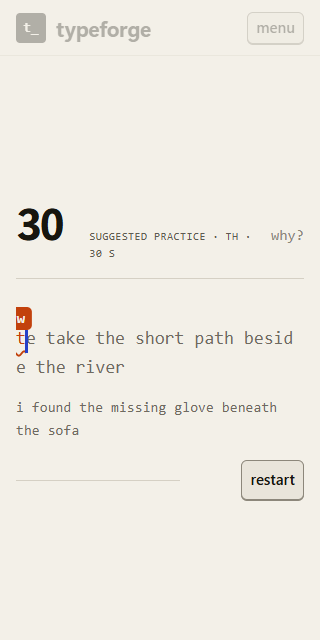 t_ typeforge menu
30 SUGGESTED PRACTICE · TH · 30 S why?
w
te take the short path besid
e the river
i found the missing glove beneath
the sofa
restart